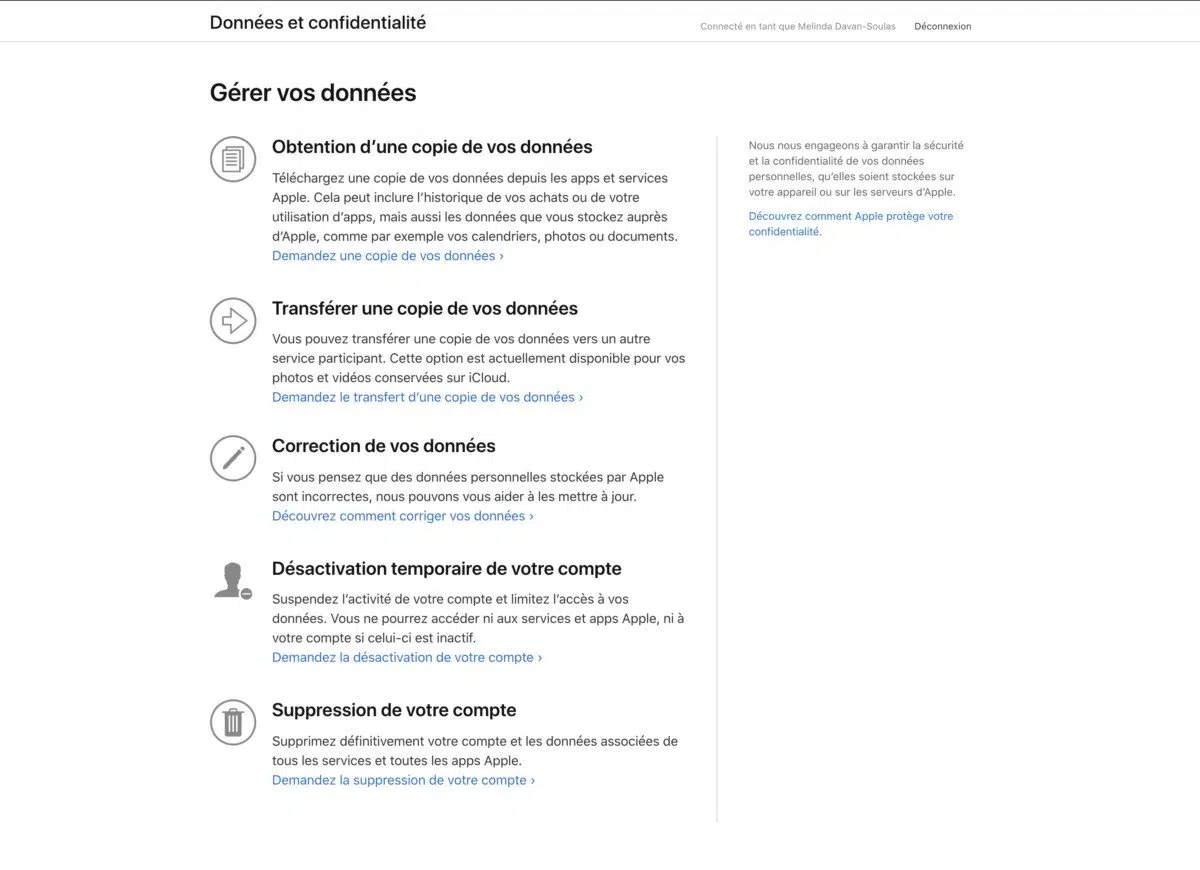 Données et confidentialité
Connecté en tant que Melinda Davan-Soulas
Déconnexion
Gérer vos données
Obtention d’une copie de vos données
Téléchargez une copie de vos données depuis les apps et services
Apple. Cela peut inclure l’historique de vos achats ou de votre
utilisation d’apps, mais aussi les données que vous stockez auprès
d’Apple, comme par exemple vos calendriers, photos ou documents.
Demandez une copie de vos données ›
Transférer une copie de vos données
Vous pouvez transférer une copie de vos données vers un autre
service participant. Cette option est actuellement disponible pour vos
photos et vidéos conservées sur iCloud.
Demandez le transfert d’une copie de vos données ›
Correction de vos données
Si vous pensez que des données personnelles stockées par Apple
sont incorrectes, nous pouvons vous aider à les mettre à jour.
Découvrez comment corriger vos données ›
Désactivation temporaire de votre compte
Suspendez l’activité de votre compte et limitez l’accès à vos
données. Vous ne pourrez accéder ni aux services et apps Apple, ni à
votre compte si celui-ci est inactif.
Demandez la désactivation de votre compte ›
Suppression de votre compte
Supprimez définitivement votre compte et les données associées de
tous les services et toutes les apps Apple.
Demandez la suppression de votre compte ›
Nous nous engageons à garantir la sécurité
et la confidentialité de vos données
personnelles, qu’elles soient stockées sur
votre appareil ou sur les serveurs d’Apple.
Découvrez comment Apple protège votre
confidentialité.